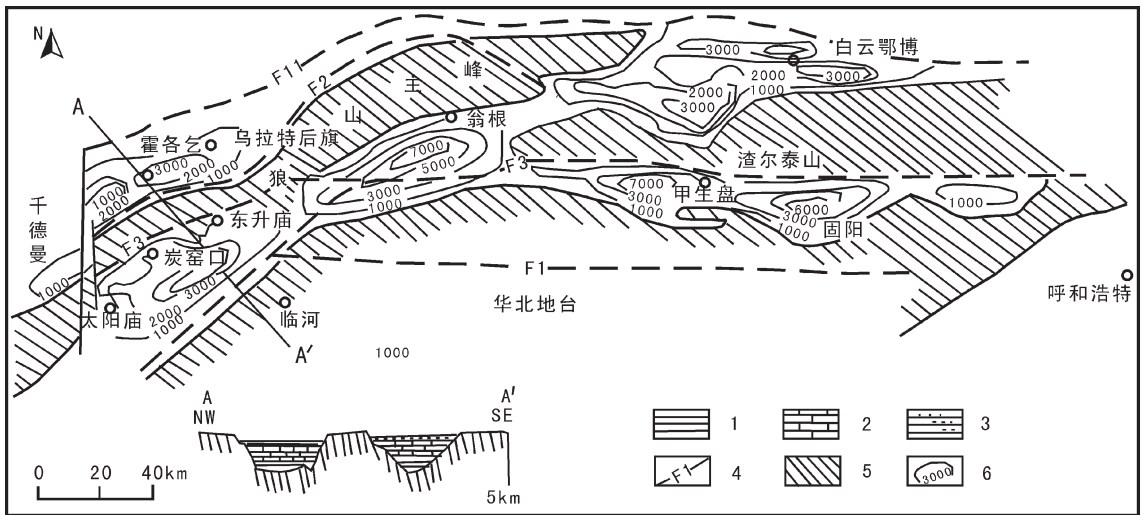 N
F11
F2
主峰
山
狼
白云鄂博
3000
3000
2000
1000
2000
3000
A
霍各乞
乌拉特后旗
3000
2000
1000
1000
2000
翁根
7000
5000
3000
1000
F3
渣尔泰山
7000
3000
1000
甲生盘
6000
3000
1000
固阳
1000
千德曼
东升庙
F3
炭窑口
1000
3000
2000
1000
太阳庙
临河
F1
华北地台
呼和浩特
A'
1000
A
NW
A'
SE
5km
0 20 40km
1
2
3
F1 4
5
3000 6